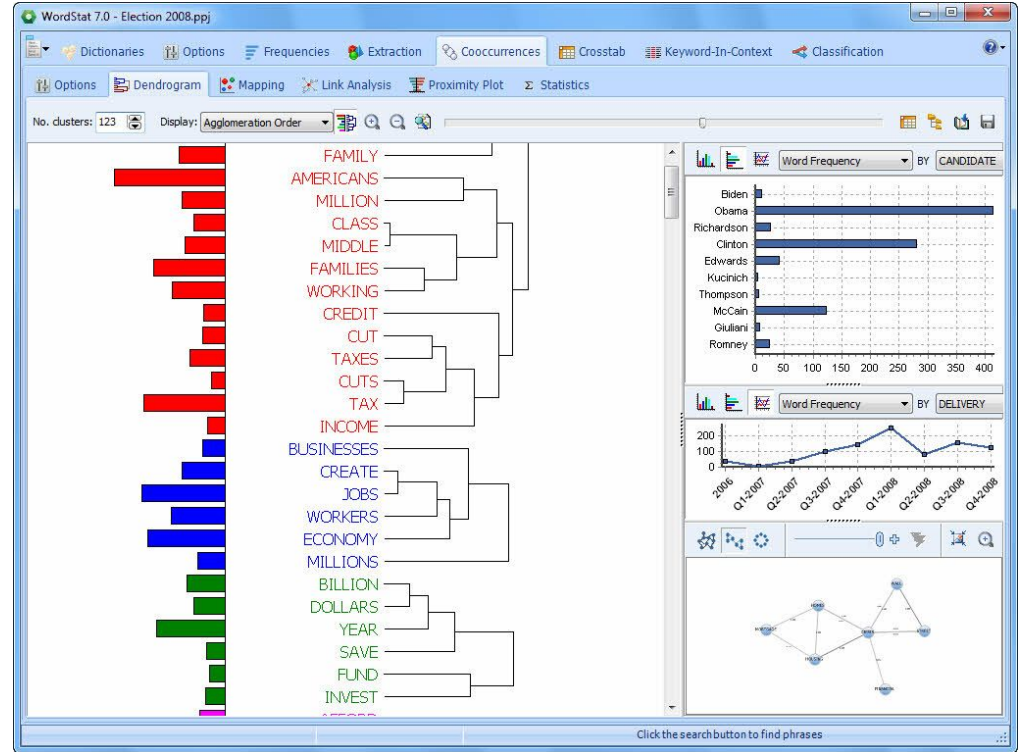 WordStat 7.0 - Election 2008.ppj
Dictionaries Options Frequencies Extraction Cooccurrences Crosstab Keyword-In-Context Classification
Options Dendrogram Mapping Link Analysis Proximity Plot Σ Statistics
No. clusters: 123 Display: Agglomeration Order
FAMILY
AMERICANS
MILLION
CLASS
MIDDLE
FAMILIES
WORKING
CREDIT
CUT
TAXES
CUTS
TAX
INCOME
BUSINESSES
CREATE
JOBS
WORKERS
ECONOMY
MILLIONS
BILLION
DOLLARS
YEAR
SAVE
FUND
INVEST
AFFORD
Word Frequency BY CANDIDATE
Biden
Obama
Richardson
Clinton
Edwards
Kucinich
Thompson
McCain
Giuliani
Romney
0 50 100 150 200 250 300 350 400
Word Frequency BY DELIVERY
200
100
0
2006 Q1-2007 Q2-2007 Q3-2007 Q4-2007 Q1-2008 Q2-2008 Q3-2008 Q4-2008
HOMES
HOUSING
Click the search button to find phrases